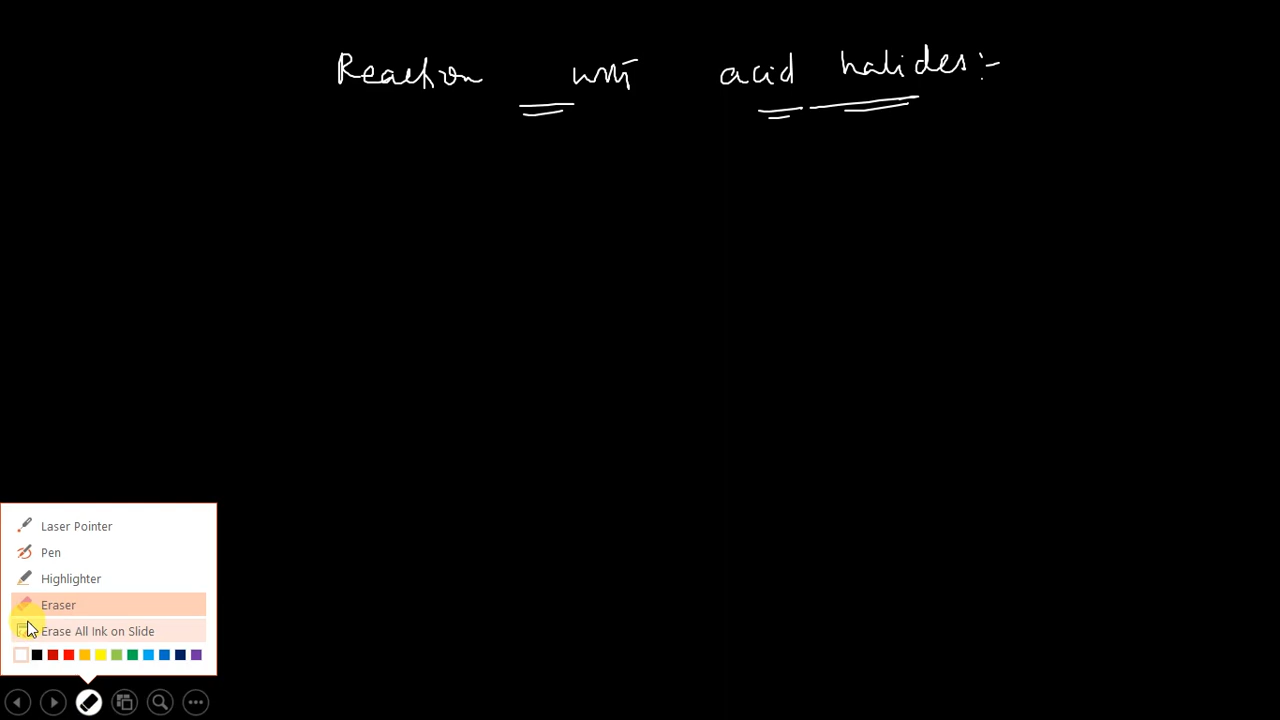 Reaction with acid halides :-
Laser Pointer
Pen
Highlighter
Eraser
Erase All Ink on Slide